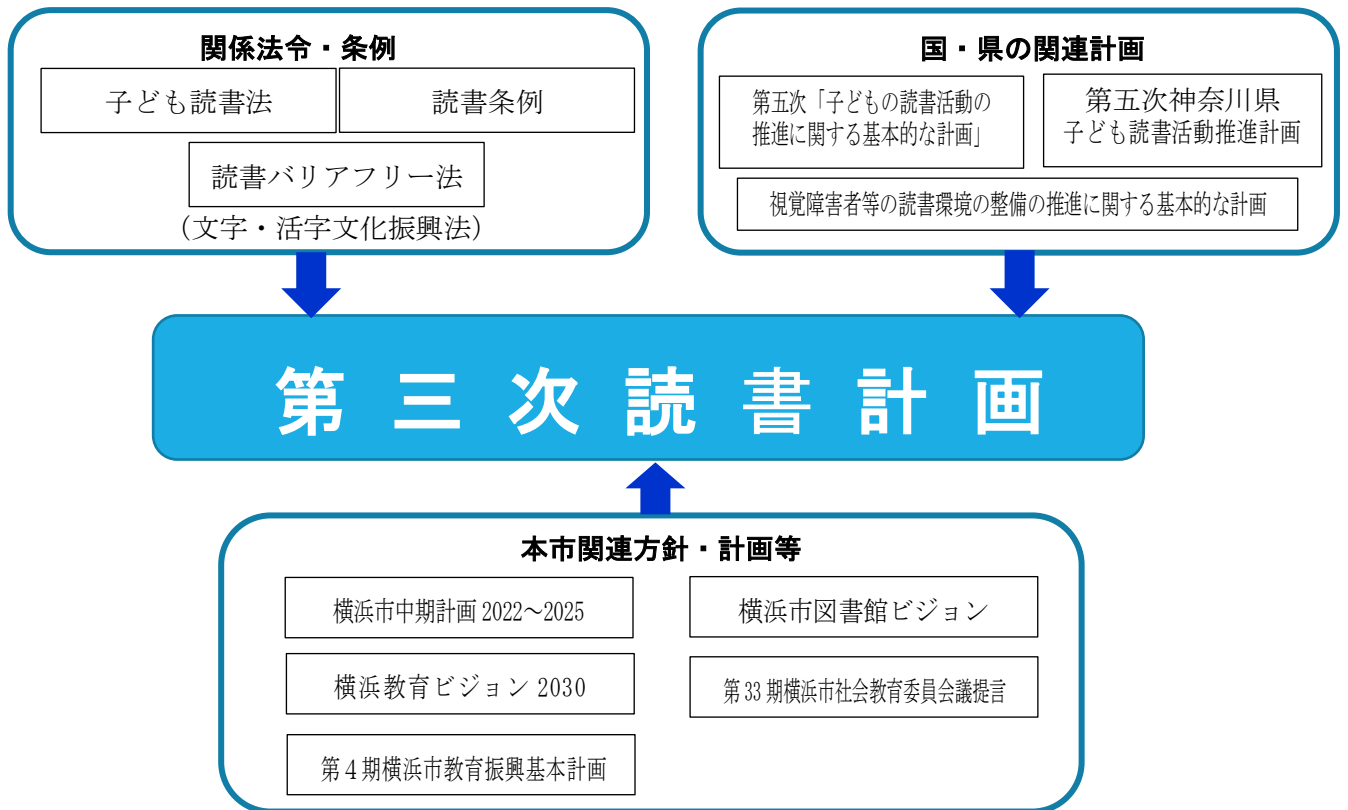 関係法令・条例
子ども読書法
読書条例
読書バリアフリー法
(文字・活字文化振興法)
国・県の関連計画
第五次「子どもの読書活動の
推進に関する基本的な計画」
第五次神奈川県
子ども読書活動推進計画
視覚障害者等の読書環境の整備の推進に関する基本的な計画
第三次読書計画
本市関連方針・計画等
横浜市中期計画 2022~2025
横浜市図書館ビジョン
横浜教育ビジョン 2030
第 33 期横浜市社会教育委員会議提言
第4期横浜市教育振興基本計画